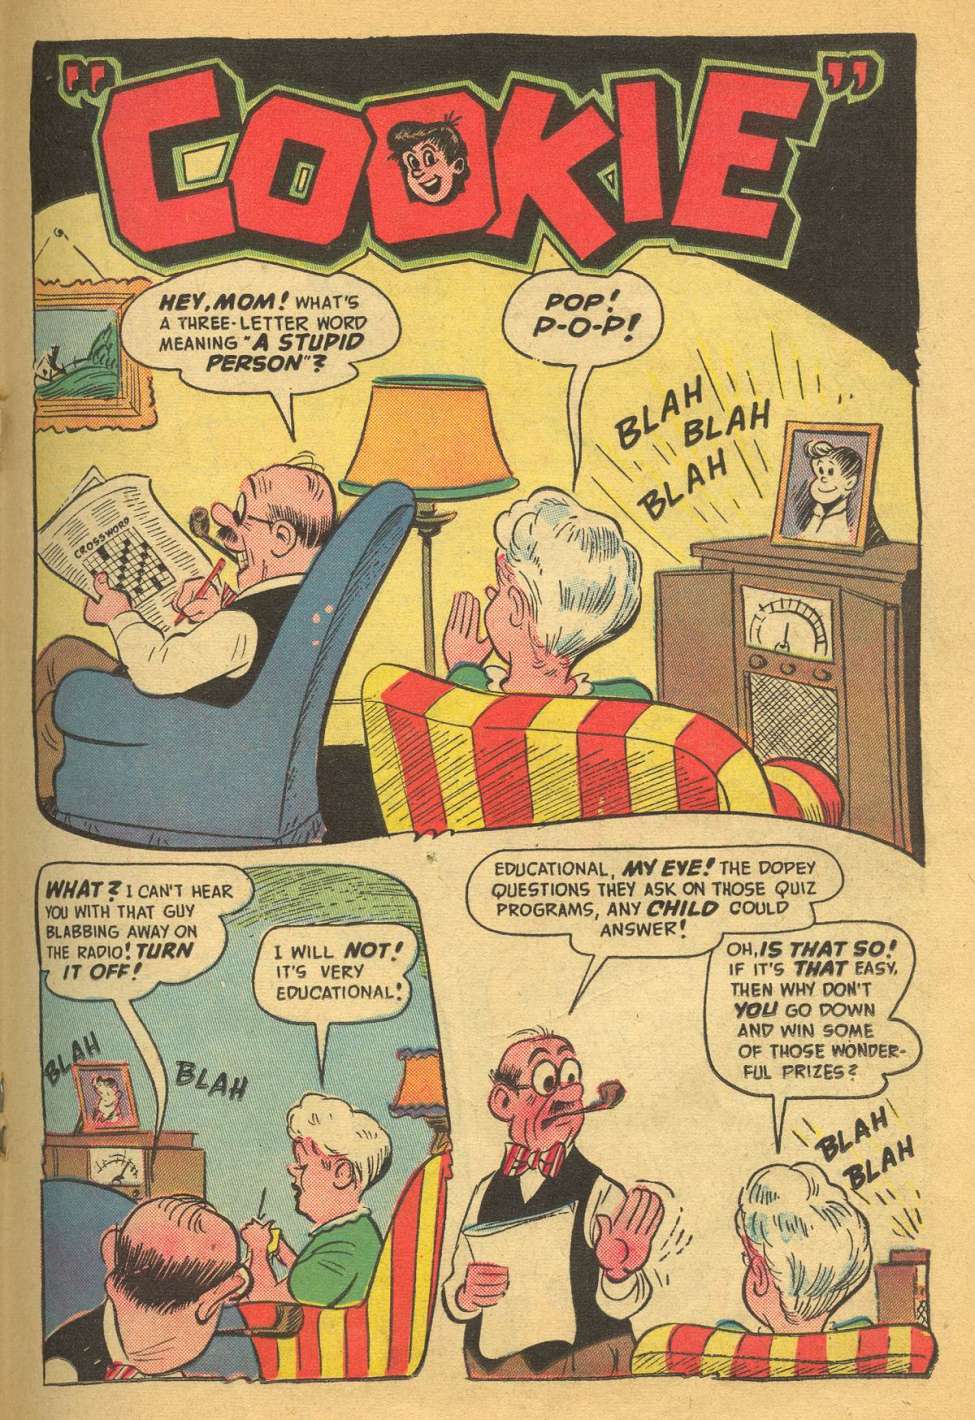 "COOKIE"
HEY, MOM! WHAT'S
A THREE-LETTER WORD
MEANING "A STUPID
PERSON"?
POP!
P-O-P!
BLAH
BLAH
BLAH
BLAH
CROSSWORD
WHAT? I CAN'T HEAR
YOU WITH THAT GUY
BLABBING AWAY ON
THE RADIO! TURN
IT OFF!
I WILL NOT!
IT'S VERY
EDUCATIONAL!
BLAH
BLAH
EDUCATIONAL, MY EYE! THE DOPEY
QUESTIONS THEY ASK ON THOSE QUIZ
PROGRAMS, ANY CHILD COULD
ANSWER!
OH, IS THAT SO!
IF IT'S THAT EASY,
THEN WHY DON'T
YOU GO DOWN
AND WIN SOME
OF THOSE WONDER-
FUL PRIZES?
BLAH
BLAH